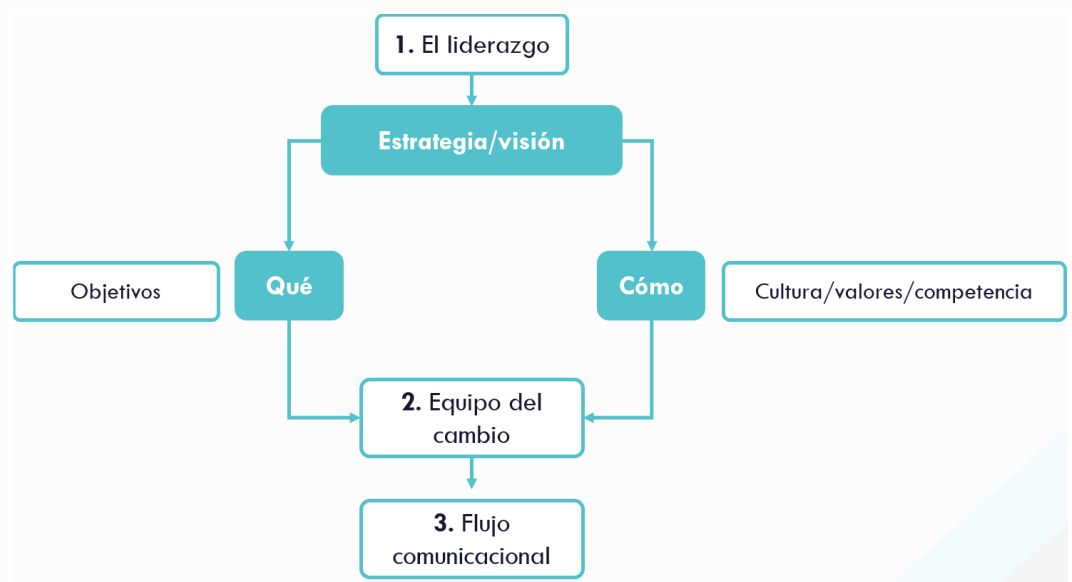 1. El liderazgo
Estrategia/visión
Objetivos
Qué
Cómo
Cultura/valores/competencia
2. Equipo del
cambio
3. Flujo
comunicacional